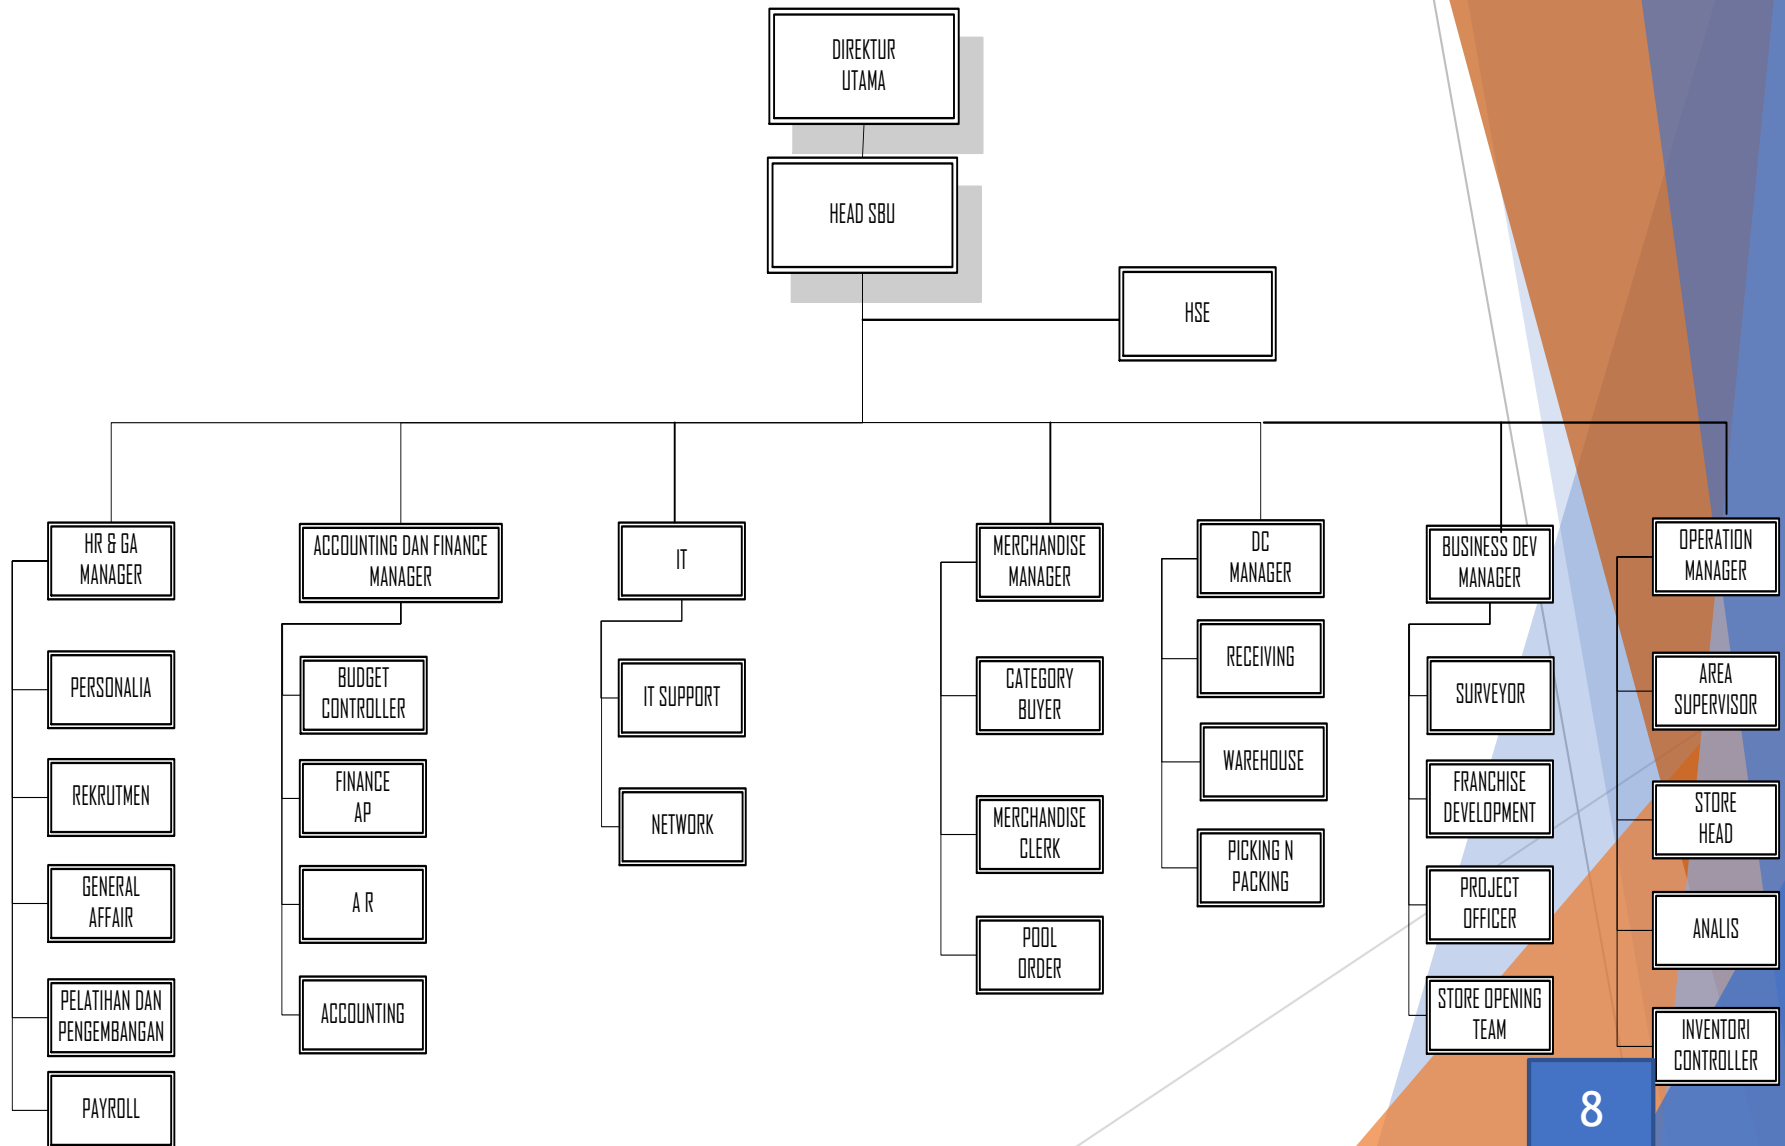 DIREKTUR
UTAMA
HEAD SBU
HSE
HR & GA
MANAGER
PERSONALIA
REKRUTMEN
GENERAL
AFFAIR
PELATIHAN DAN
PENGEMBANGAN
PAYROLL
ACCOUNTING DAN FINANCE
MANAGER
BUDGET
CONTROLLER
FINANCE
AP
A R
ACCOUNTING
IT
IT SUPPORT
NETWORK
MERCHANDISE
MANAGER
CATEGORY
BUYER
MERCHANDISE
CLERK
POOL
ORDER
DC
MANAGER
RECEIVING
WAREHOUSE
PICKING N
PACKING
BUSINESS DEV
MANAGER
SURVEYOR
FRANCHISE
DEVELOPMENT
PROJECT
OFFICER
STORE OPENING
TEAM
OPERATION
MANAGER
AREA
SUPERVISOR
STORE
HEAD
ANALIS
INVENTORI
CONTROLLER
8